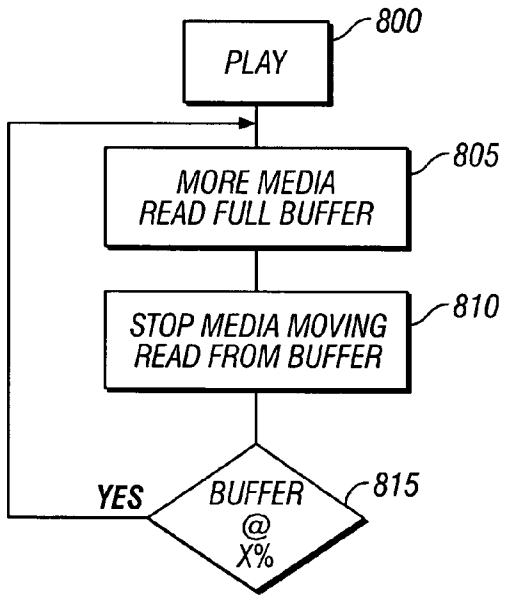 800
PLAY
805
MORE MEDIA
READ FULL BUFFER
810
STOP MEDIA MOVING
READ FROM BUFFER
815
YES
BUFFER
@
X%